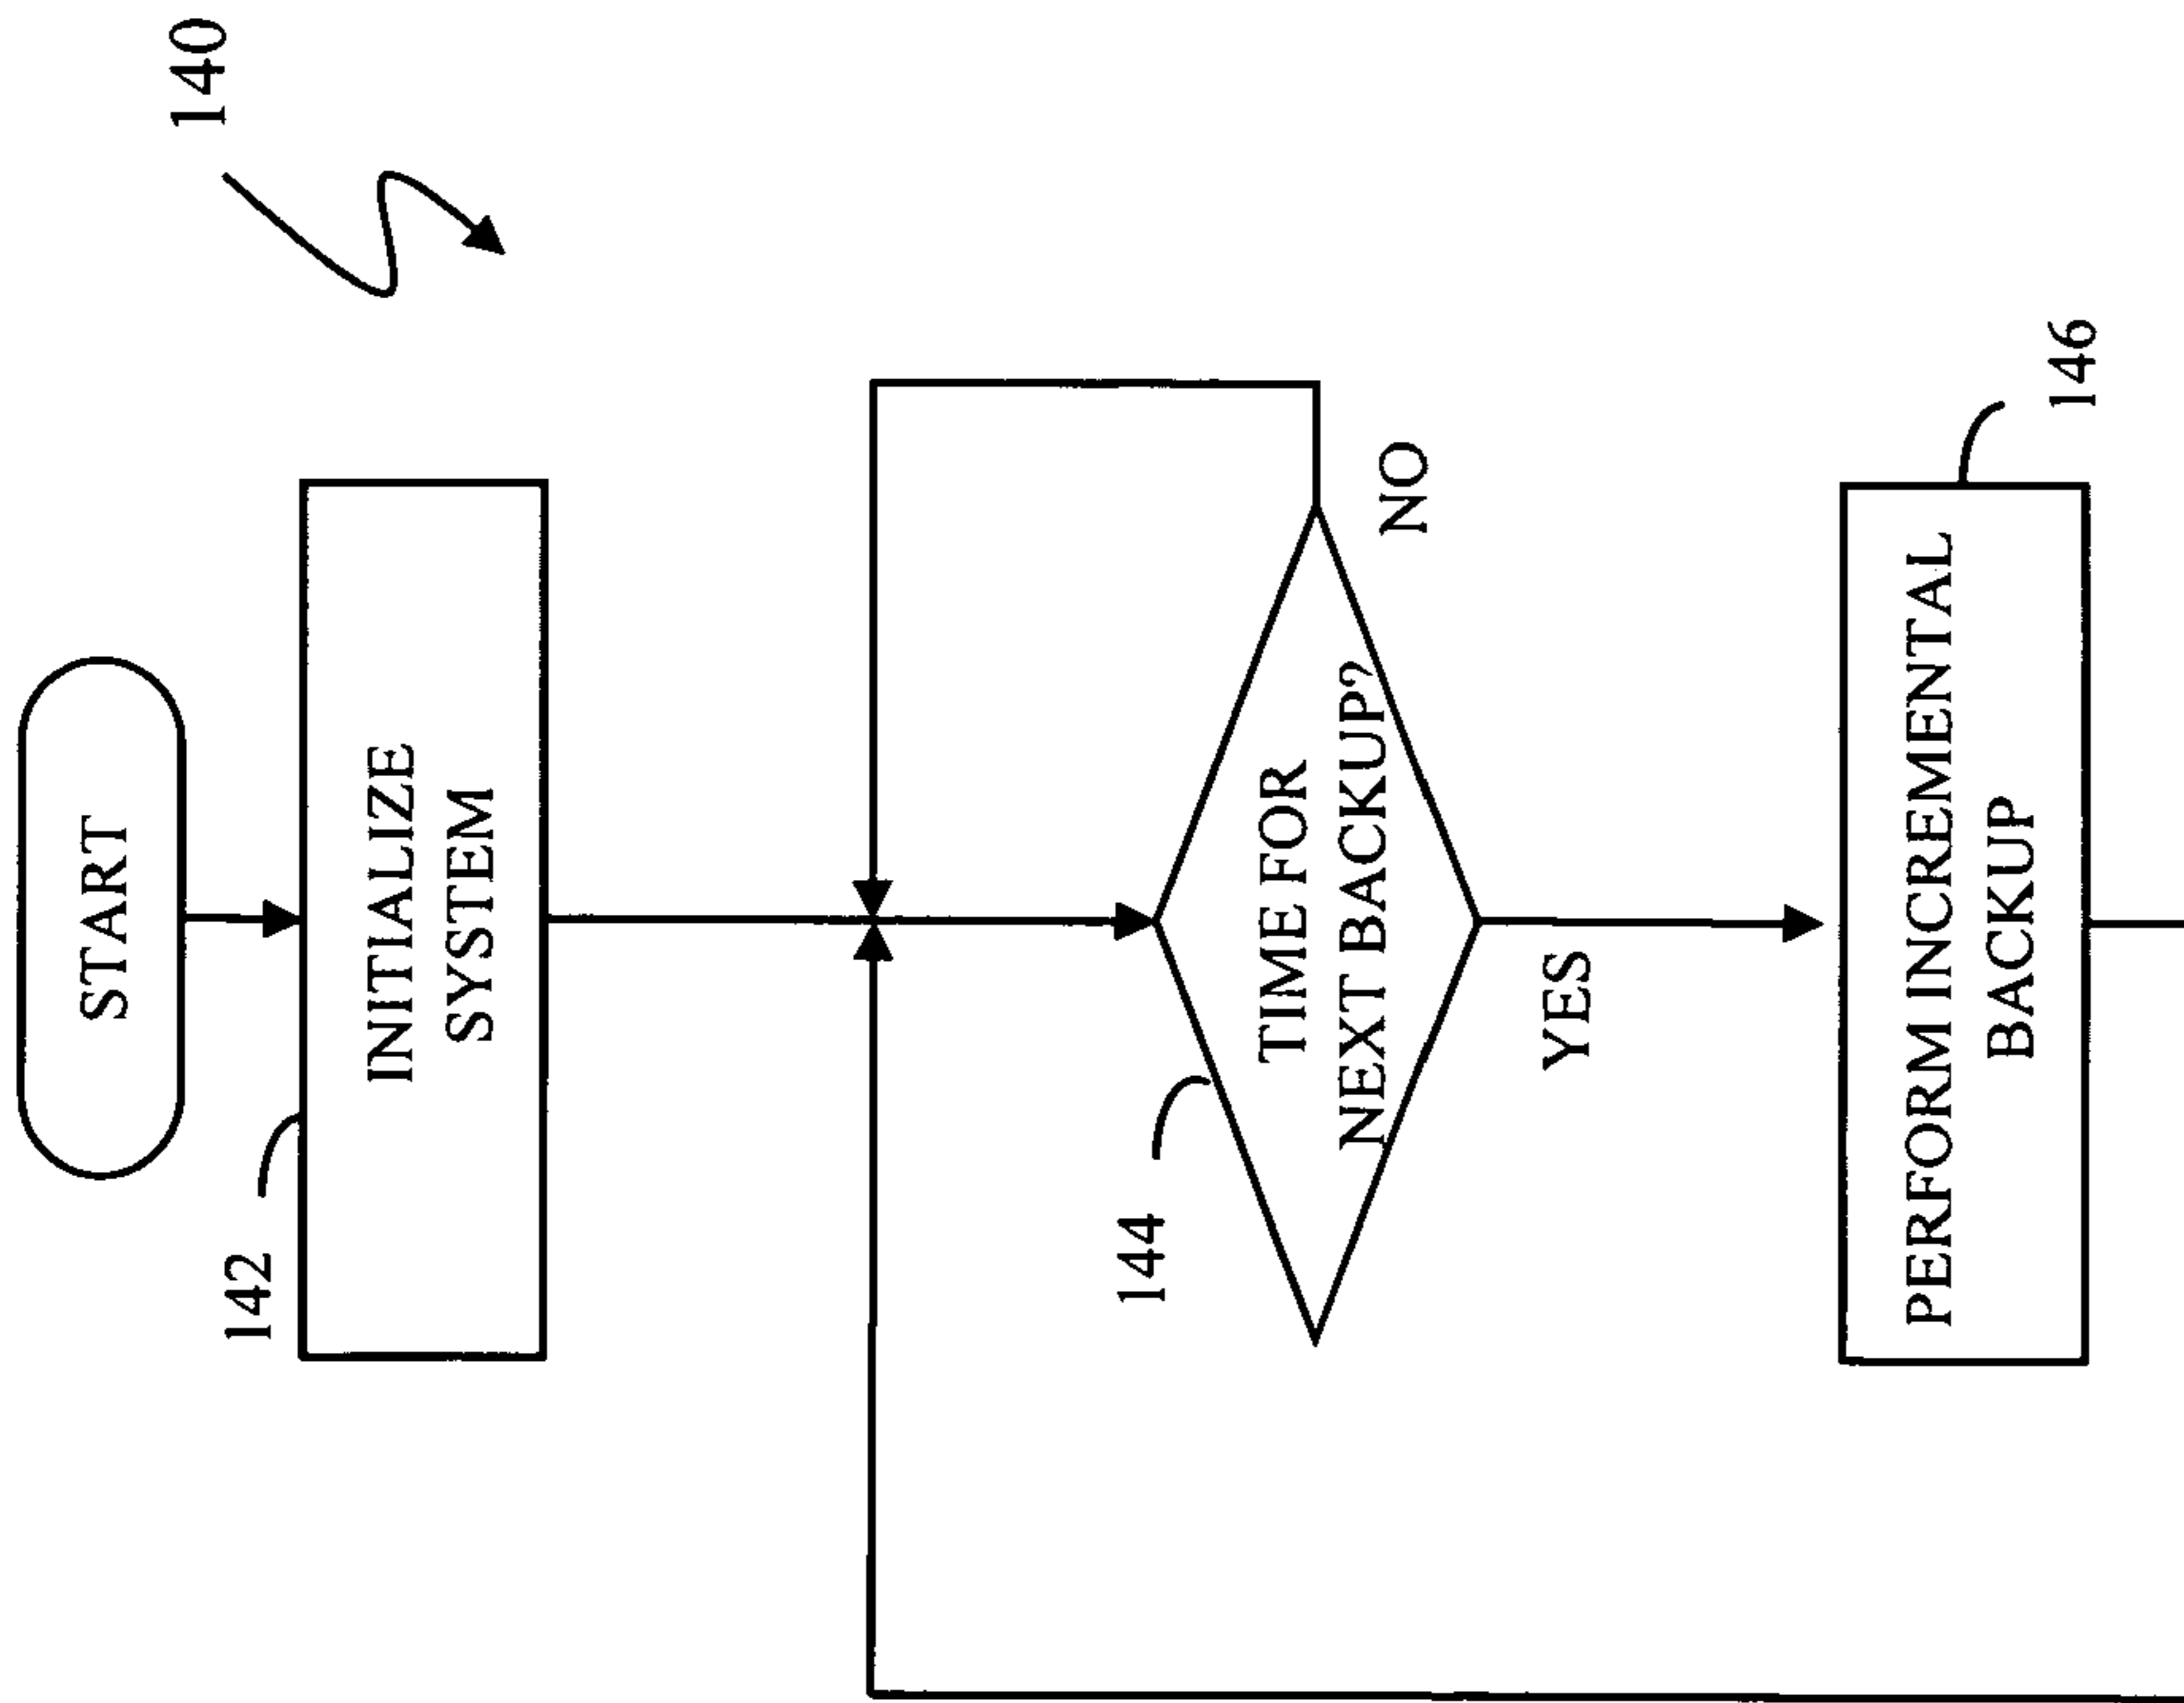 140
START
142
INITIALIZE
SYSTEM
144
TIME FOR
NEXT BACKUP?
NO
YES
146
PERFORM INCREMENTAL
BACKUP